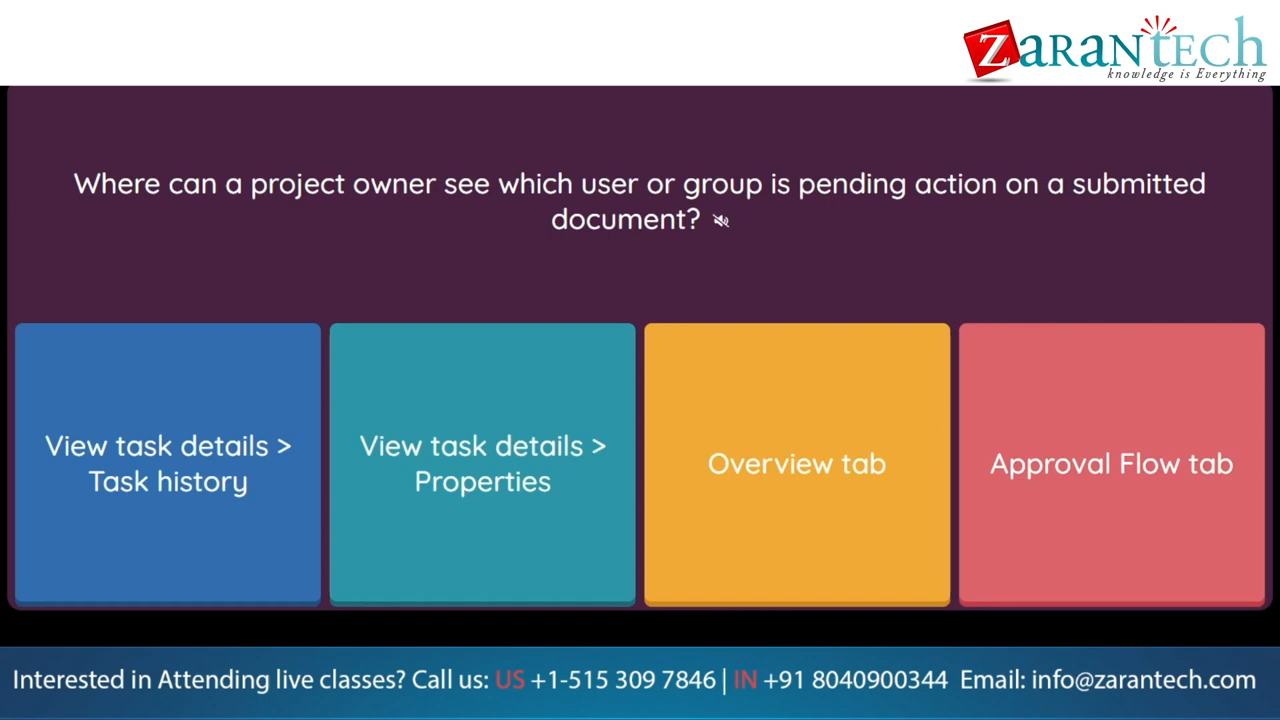 ZARANTECH
knowledge is Everything
Where can a project owner see which user or group is pending action on a submitted
document?
View task details >
Task history
View task details >
Properties
Overview tab
Approval Flow tab
Interested in Attending live classes? Call us: US +1-515 309 7846 | IN +91 8040900344 Email: info@zarantech.com